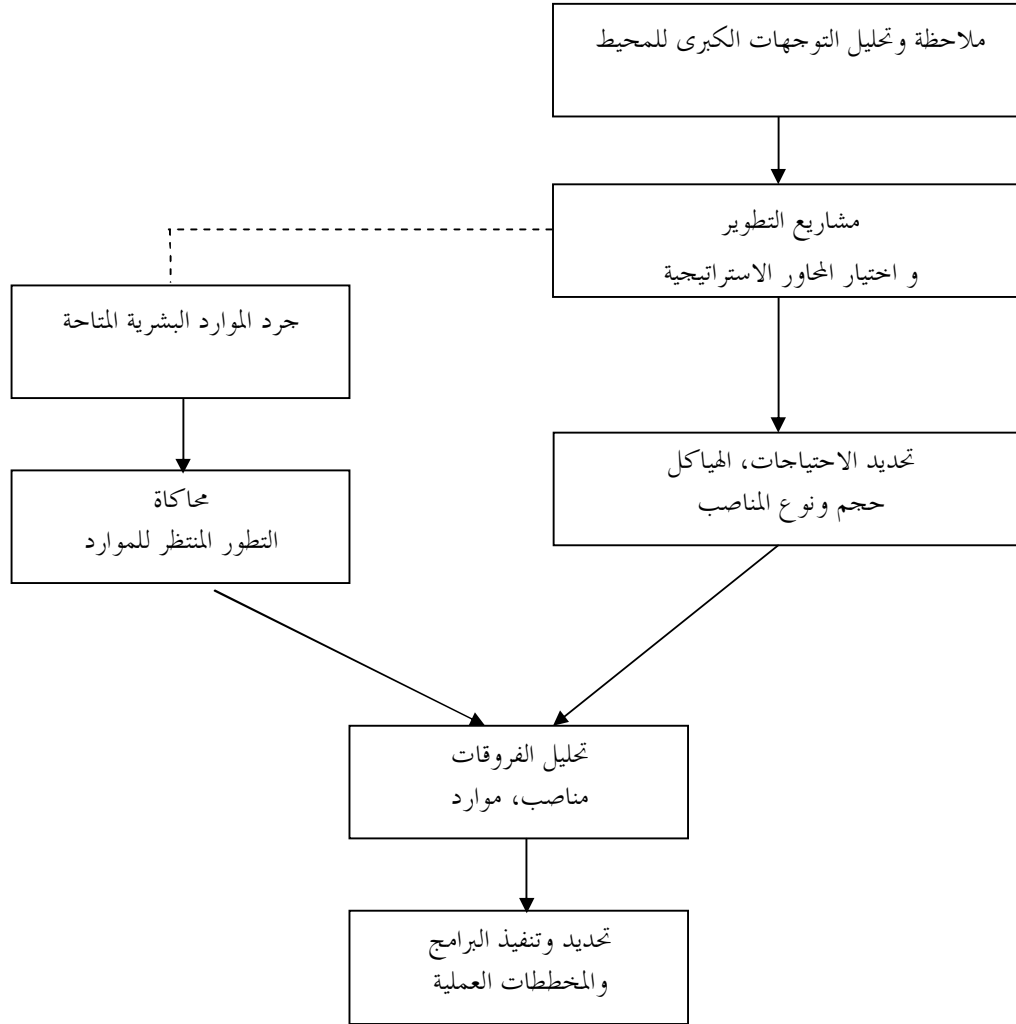 ملاحظة وتحليل التوجهات الكبرى للمحيط
مشاريع التطوير
و اختيار المحاور الاستراتيجية
جرد الموارد البشرية المتاحة
تحديد الاحتياجات، الهياكل
حجم ونوع المناصب
محاكاة
التطور المنتظر للموارد
تحليل الفروقات
مناصب، موارد
تحديد وتنفيذ البرامج
والمخططات العملية